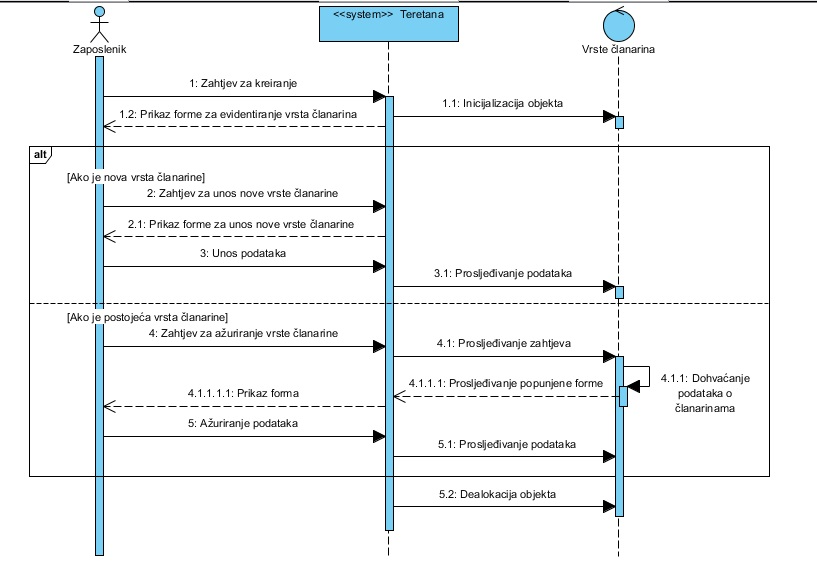 <<system>> Teretana
Zaposlenik
Vrste članarina
1: Zahtjev za kreiranje
1.1: Inicijalizacija objekta
1.2: Prikaz forme za evidentiranje vrsta članarina
alt
[Ako je nova vrsta članarine]
2: Zahtjev za unos nove vrste članarine
2.1: Prikaz forme za unos nove vrste članarine
3: Unos podataka
3.1: Prosljeđivanje podataka
[Ako je postojeća vrsta članarine]
4: Zahtjev za ažuriranje vrste članarine
4.1: Prosljeđivanje zahtjeva
4.1.1: Dohvaćanje
podataka o
članarinama
4.1.1.1: Prosljeđivanje popunjene forme
4.1.1.1.1: Prikaz forma
5: Ažuriranje podataka
5.1: Prosljeđivanje podataka
5.2: Dealokacija objekta